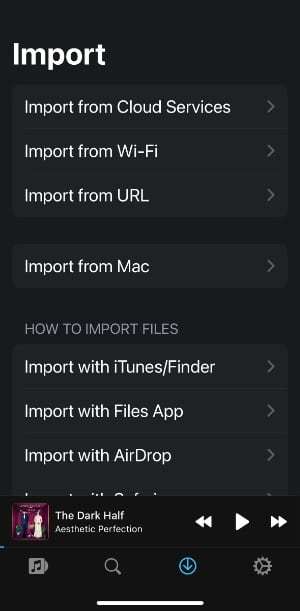 Import
Import from Cloud Services
Import from Wi-Fi
Import from URL
Import from Mac
HOW TO IMPORT FILES
Import with iTunes/Finder
Import with Files App
Import with AirDrop
The Dark Half
Aesthetic Perfection